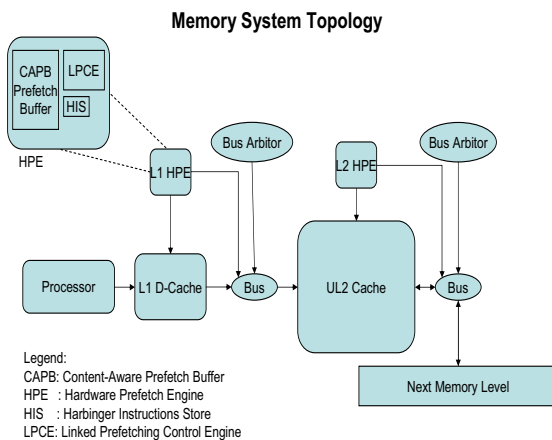 Memory System Topology
CAPB
Prefetch
Buffer
LPCE
HIS
HPE
L1 HPE
Bus Arbitor
L2 HPE
Bus Arbitor
Processor
L1 D-Cache
Bus
UL2 Cache
Bus
Next Memory Level
Legend:
CAPB: Content-Aware Prefetch Buffer
HPE : Hardware Prefetch Engine
HIS : Harbinger Instructions Store
LPCE: Linked Prefetching Control Engine